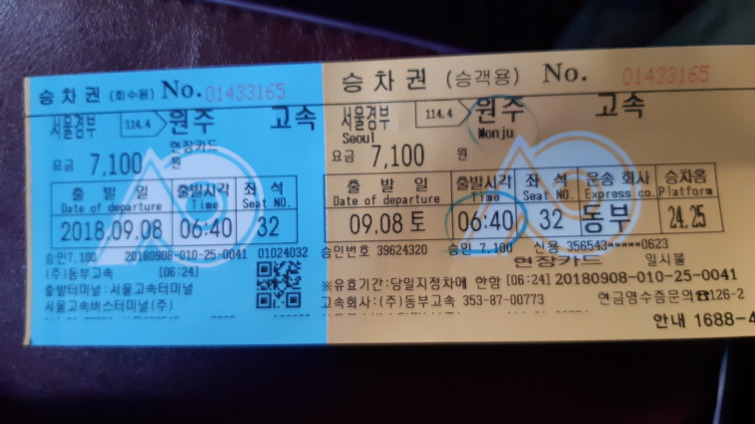 승차권 (회수용) No. 01433165
서울경부 114.4 원주 고속
현장카드
요금 7,100 원
출발일 출발시각 좌석
Date of departure Time Seat NO.
2018.09.08 06:40 32
승인7.100 20180908-010-25-0041 01024032
(주)동부고속 [06:24]
출발터미널:서울고속터미널
서울고속버스터미널(주)
승차권 (승객용) No. 01433165
서울경부 114.4 원주 고속
Seoul Wonju
요금 7,100 원
출발일 출발시각 좌석 운송회사 승차홈
Date of departure Time Seat NO. Express co. Platform
09.08 토 06:40 32 동부 24,25
승인번호 39624320 승인 7.100 신용 356543*****0623
현장카드 일시불
※유효기간:당일지정차에 한함 [06:24] 20180908-010-25-0041
고속회사:(주)동부고속 353-87-00773 현금영수증문의☎126-2
안내 1688-4